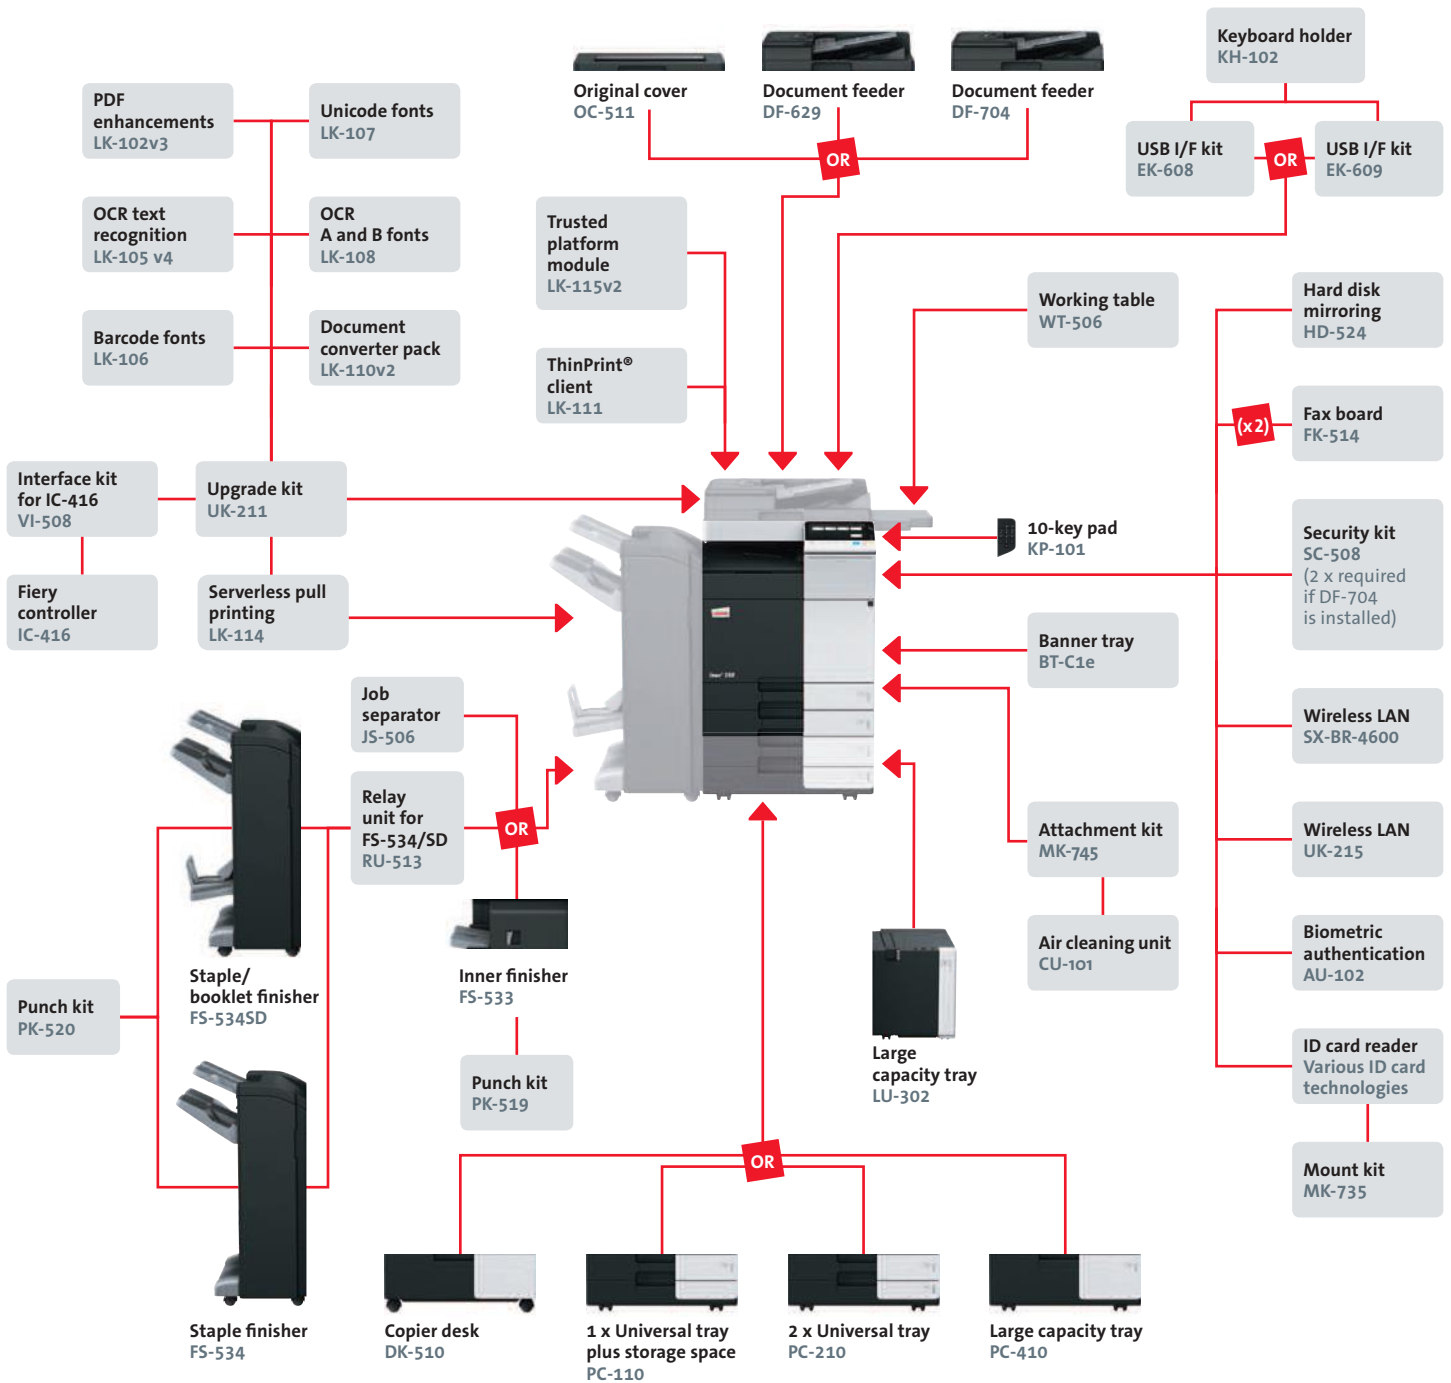 Keyboard holder
KH-102
Original cover
OC-511
Document feeder
DF-629
Document feeder
DF-704
PDF
enhancements
LK-102v3
Unicode fonts
LK-107
OR
USB I/F kit
EK-608
OR
USB I/F kit
EK-609
OCR text
recognition
LK-105 v4
OCR
A and B fonts
LK-108
Trusted
platform
module
LK-115v2
Working table
WT-506
Hard disk
mirroring
HD-524
Barcode fonts
LK-106
Document
converter pack
LK-110v2
ThinPrint®
client
LK-111
(x2)
Fax board
FK-514
Interface kit
for IC-416
VI-508
Upgrade kit
UK-211
10-key pad
KP-101
Security kit
SC-508
(2 x required
if DF-704
is installed)
Fiery
controller
IC-416
Serverless pull
printing
LK-114
Banner tray
BT-C1e
Job
separator
JS-506
Wireless LAN
SX-BR-4600
Relay
unit for
FS-534/SD
RU-513
OR
Attachment kit
MK-745
Wireless LAN
UK-215
Air cleaning unit
CU-101
Biometric
authentication
AU-102
Staple/
booklet finisher
FS-534SD
Inner finisher
FS-533
Punch kit
PK-520
Large
capacity tray
LU-302
ID card reader
Various ID card
technologies
Punch kit
PK-519
OR
Mount kit
MK-735
Staple finisher
FS-534
Copier desk
DK-510
1 x Universal tray
plus storage space
PC-110
2 x Universal tray
PC-210
Large capacity tray
PC-410